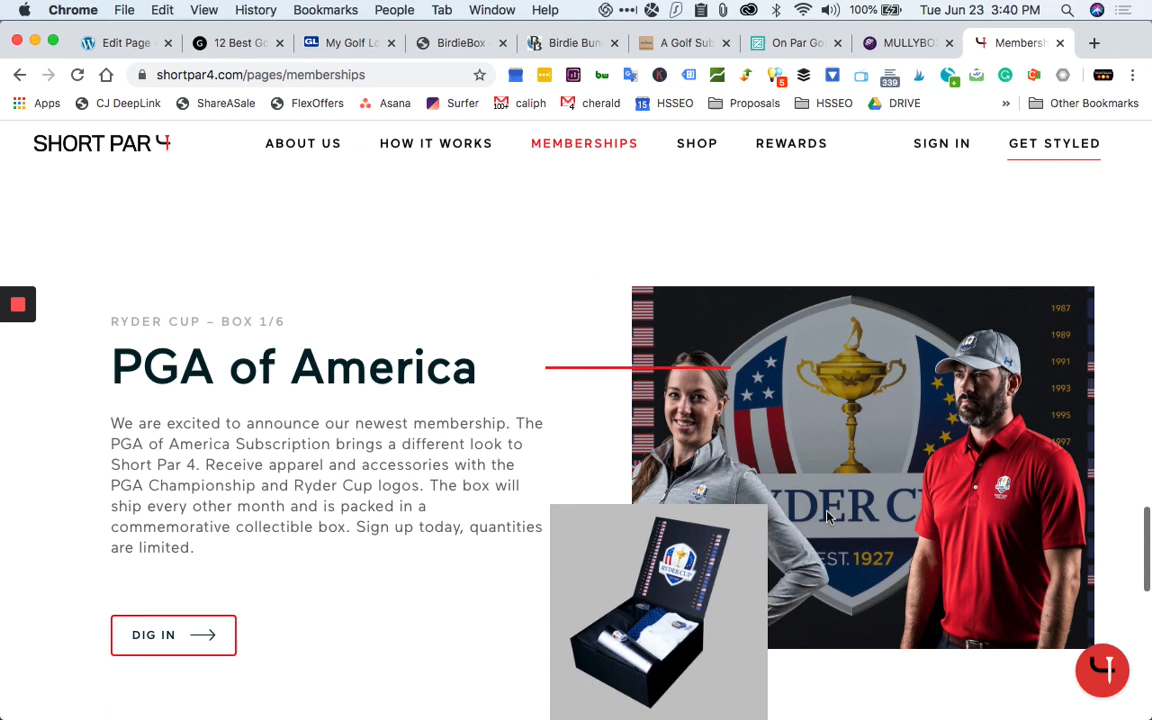 Chrome File Edit View History Bookmarks People Tab Window Help 100% Tue Jun 23 3:40 PM
Edit Page 12 Best Go My Golf Lo BirdieBox Birdie Bun A Golf Sub On Par Go MULLYBO Members
shortpar4.com/pages/memberships
Apps CJ DeepLink ShareASale FlexOffers Asana Surfer caliph cherald HSSEO Proposals HSSEO DRIVE » Other Bookmarks
SHORT PAR 4 ABOUT US HOW IT WORKS MEMBERSHIPS SHOP REWARDS SIGN IN GET STYLED
RYDER CUP – BOX 1/6
PGA of America
We are excited to announce our newest membership. The
PGA of America Subscription brings a different look to
Short Par 4. Receive apparel and accessories with the
PGA Championship and Ryder Cup logos. The box will
ship every other month and is packed in a
commemorative collectible box. Sign up today, quantities
are limited.
DIG IN
1987
1989
1991
1993
1995
1997
RYDER CU
EST. 1927
RYDER CUP